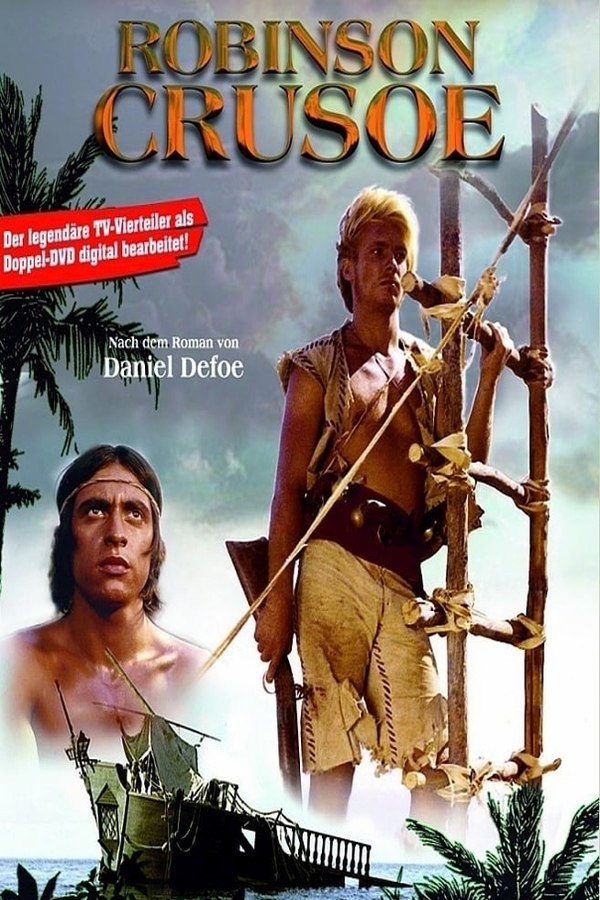 ROBINSON
CRUSOE
Der legendäre TV-Vierteiler als
Doppel-DVD digital bearbeitet!
Nach dem Roman von
Daniel Defoe